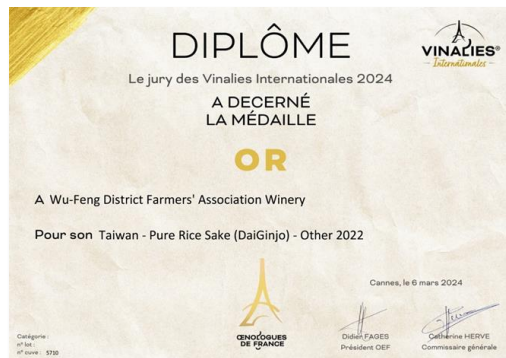 DIPLÔME
VINALIES®
Internationales
Le jury des Vinalies Internationales 2024
A DECERNÉ
LA MÉDAILLE
OR
A Wu-Feng District Farmers' Association Winery
Pour son Taiwan - Pure Rice Sake (DaiGinjo) - Other 2022
Cannes, le 6 mars 2024
Catégorie :
n° lot :
n° cuve : 5710
ŒNOLOGUES
DE FRANCE
Didier FAGES
Président OEF
Catherine HERVE
Commissaire générale